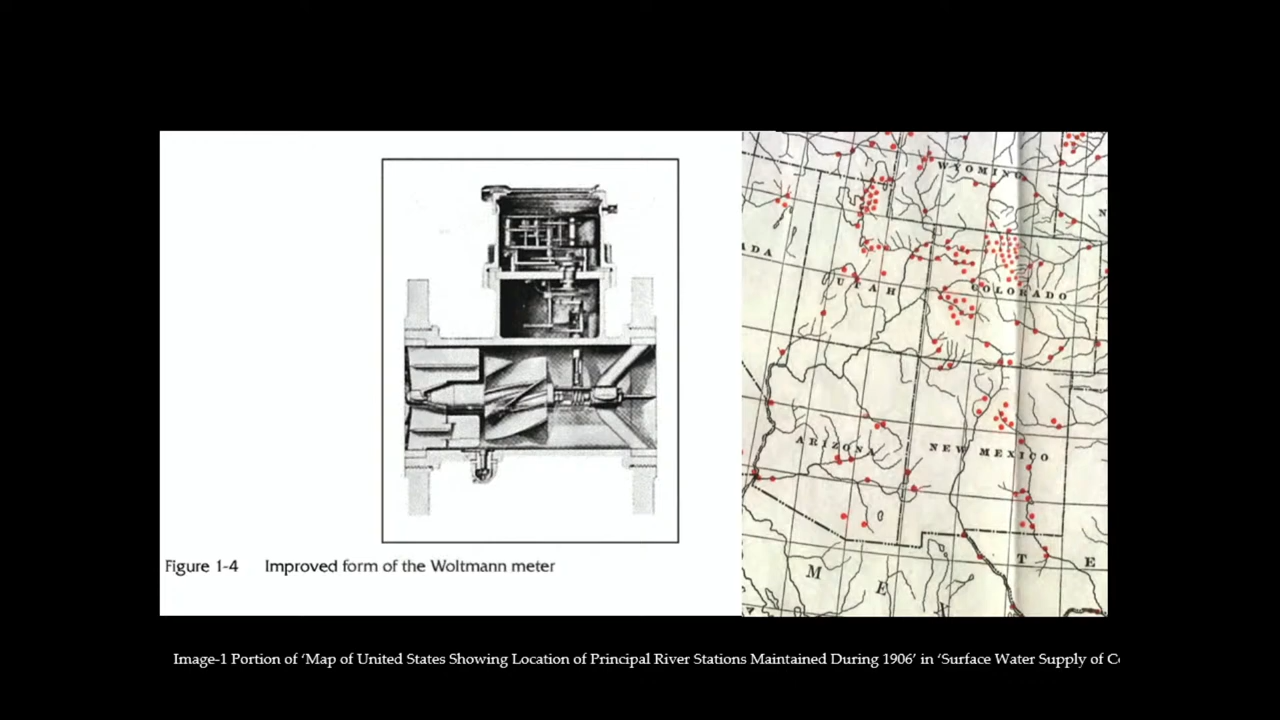 WYOMING
N
ADA
UTAH
COLORADO
ARIZONA
NEW MEXICO
T E
M E X
Figure 1-4 Improved form of the Woltmann meter
Image-1 Portion of ‘Map of United States Showing Location of Principal River Stations Maintained During 1906’ in ‘Surface Water Supply of C